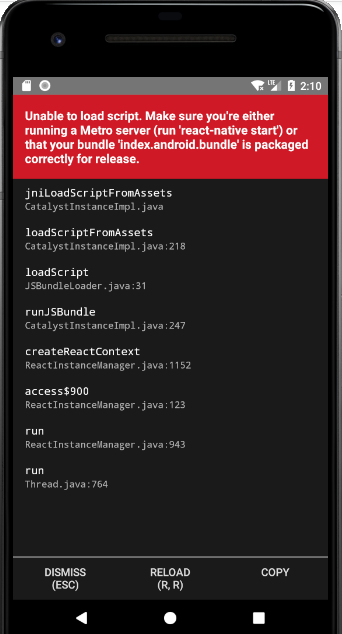 LTE 2:10
Unable to load script. Make sure you're either
running a Metro server (run 'react-native start') or
that your bundle 'index.android.bundle' is packaged
correctly for release.
jniLoadScriptFromAssets
CatalystInstanceImpl.java
loadScriptFromAssets
CatalystInstanceImpl.java:218
loadScript
JSBundleLoader.java:31
runJSBundle
CatalystInstanceImpl.java:247
createReactContext
ReactInstanceManager.java:1152
access$900
ReactInstanceManager.java:123
run
ReactInstanceManager.java:943
run
Thread.java:764
DISMISS RELOAD COPY
(ESC) (R, R)